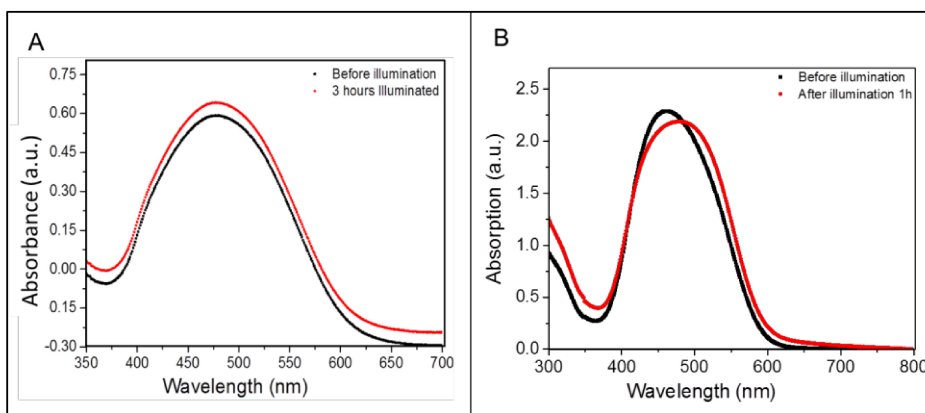 A
Before illumination
3 hours Illuminated
0.75
0.60
0.45
0.30
0.15
0.00
0.15
-0.30
Absorbance (a.u.)
350 400 450 500 550 600 650 700
Wavelength (nm)
B
Before illumination
After illumination 1h
2.5
2.0
1.5
1.0
0.5
0.0
Absorption (a.u.)
300 400 500 600 700 800
Wavelength (nm)